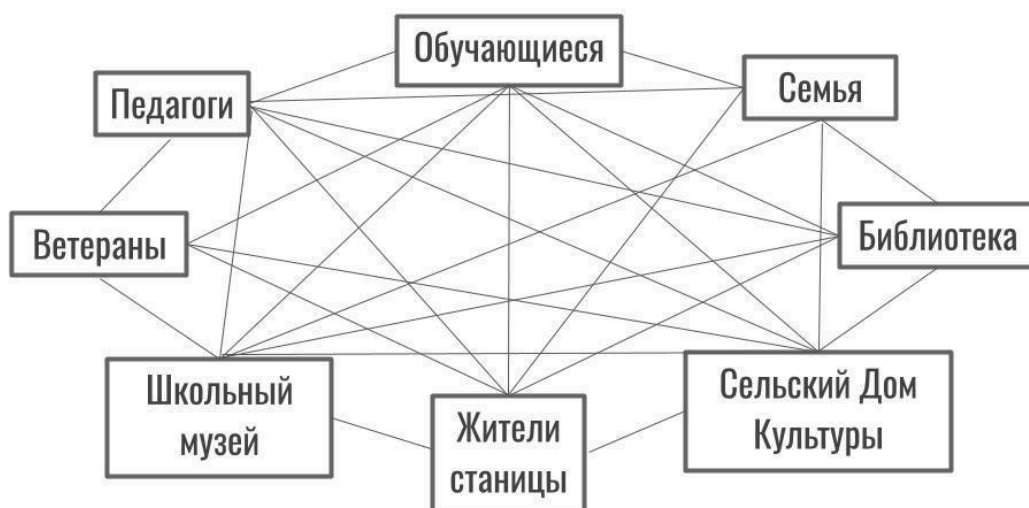 Обучающиеся
Педагоги
Семья
Ветераны
Библиотека
Школьный
музей
Жители
станицы
Сельский Дом
Культуры